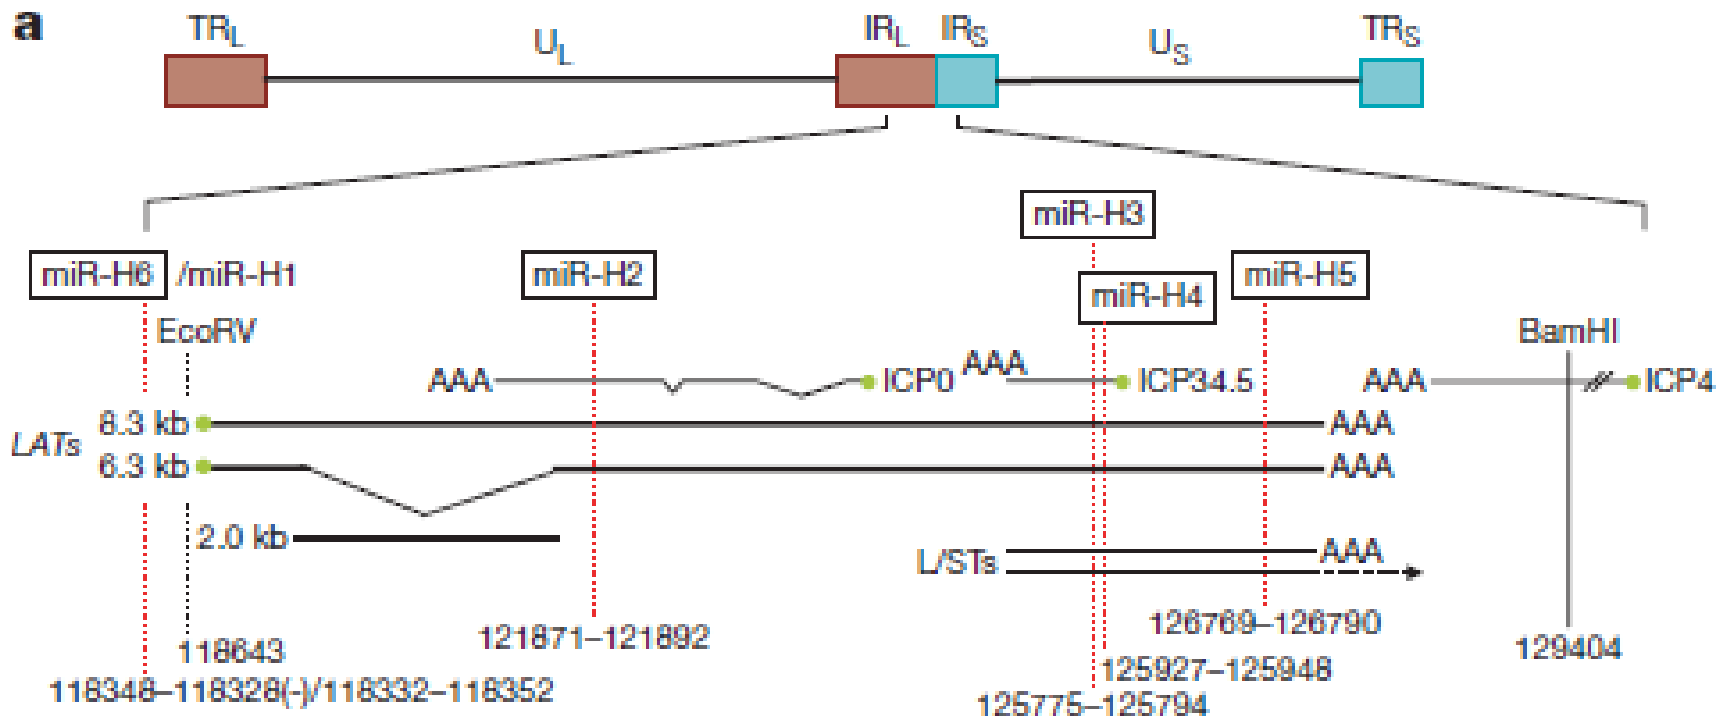 a
TRL UL IRL IRS US TRS
miR-H3
miR-H6 /miR-H1 miR-H2 miR-H4 miR-H5
EcoRV BamHI
AAA ICP0 AAA ICP34.5 AAA ICP4
LATs 8.3 kb AAA
6.3 kb AAA
2.0 kb
L/STs AAA
121871–121892 126769–126790
118643 125927–125948 129404
118348–118328(-)/118332–118352 125775–125794